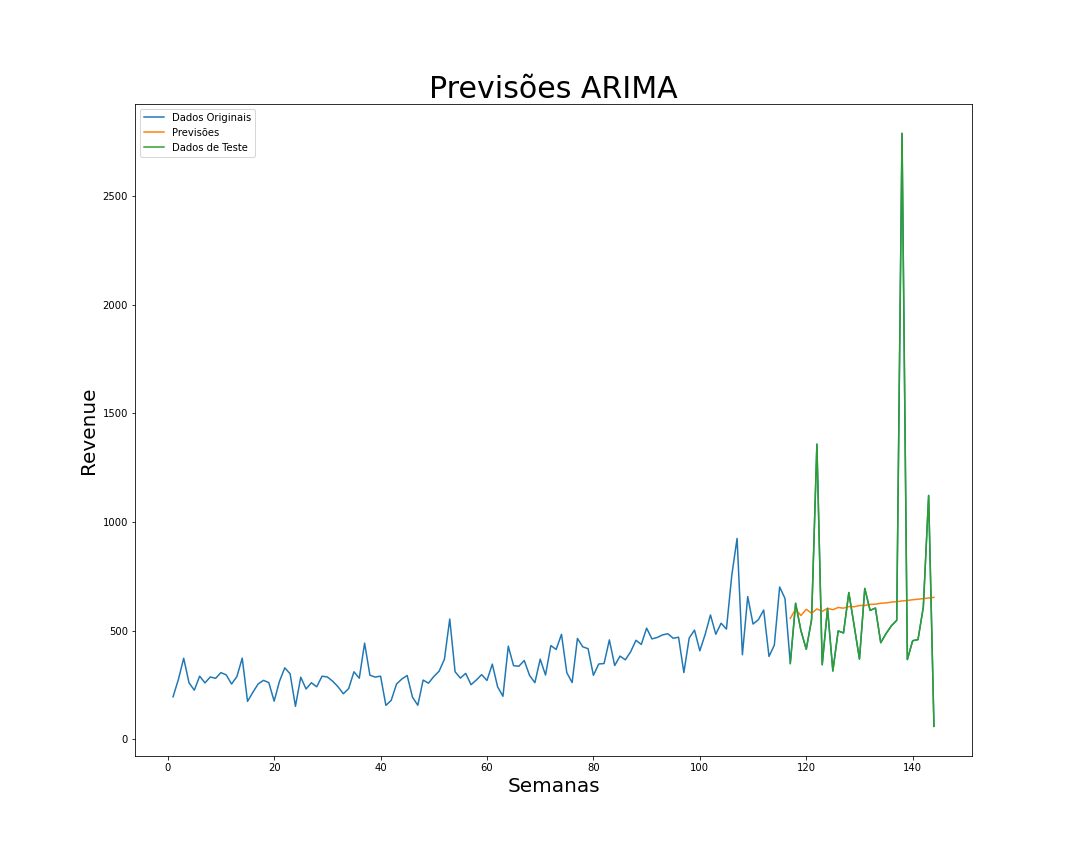 Previsões ARIMA
Dados Originais
Previsões
Dados de Teste
Revenue
2500
2000
1500
1000
500
0
0 20 40 60 80 100 120 140
Semanas